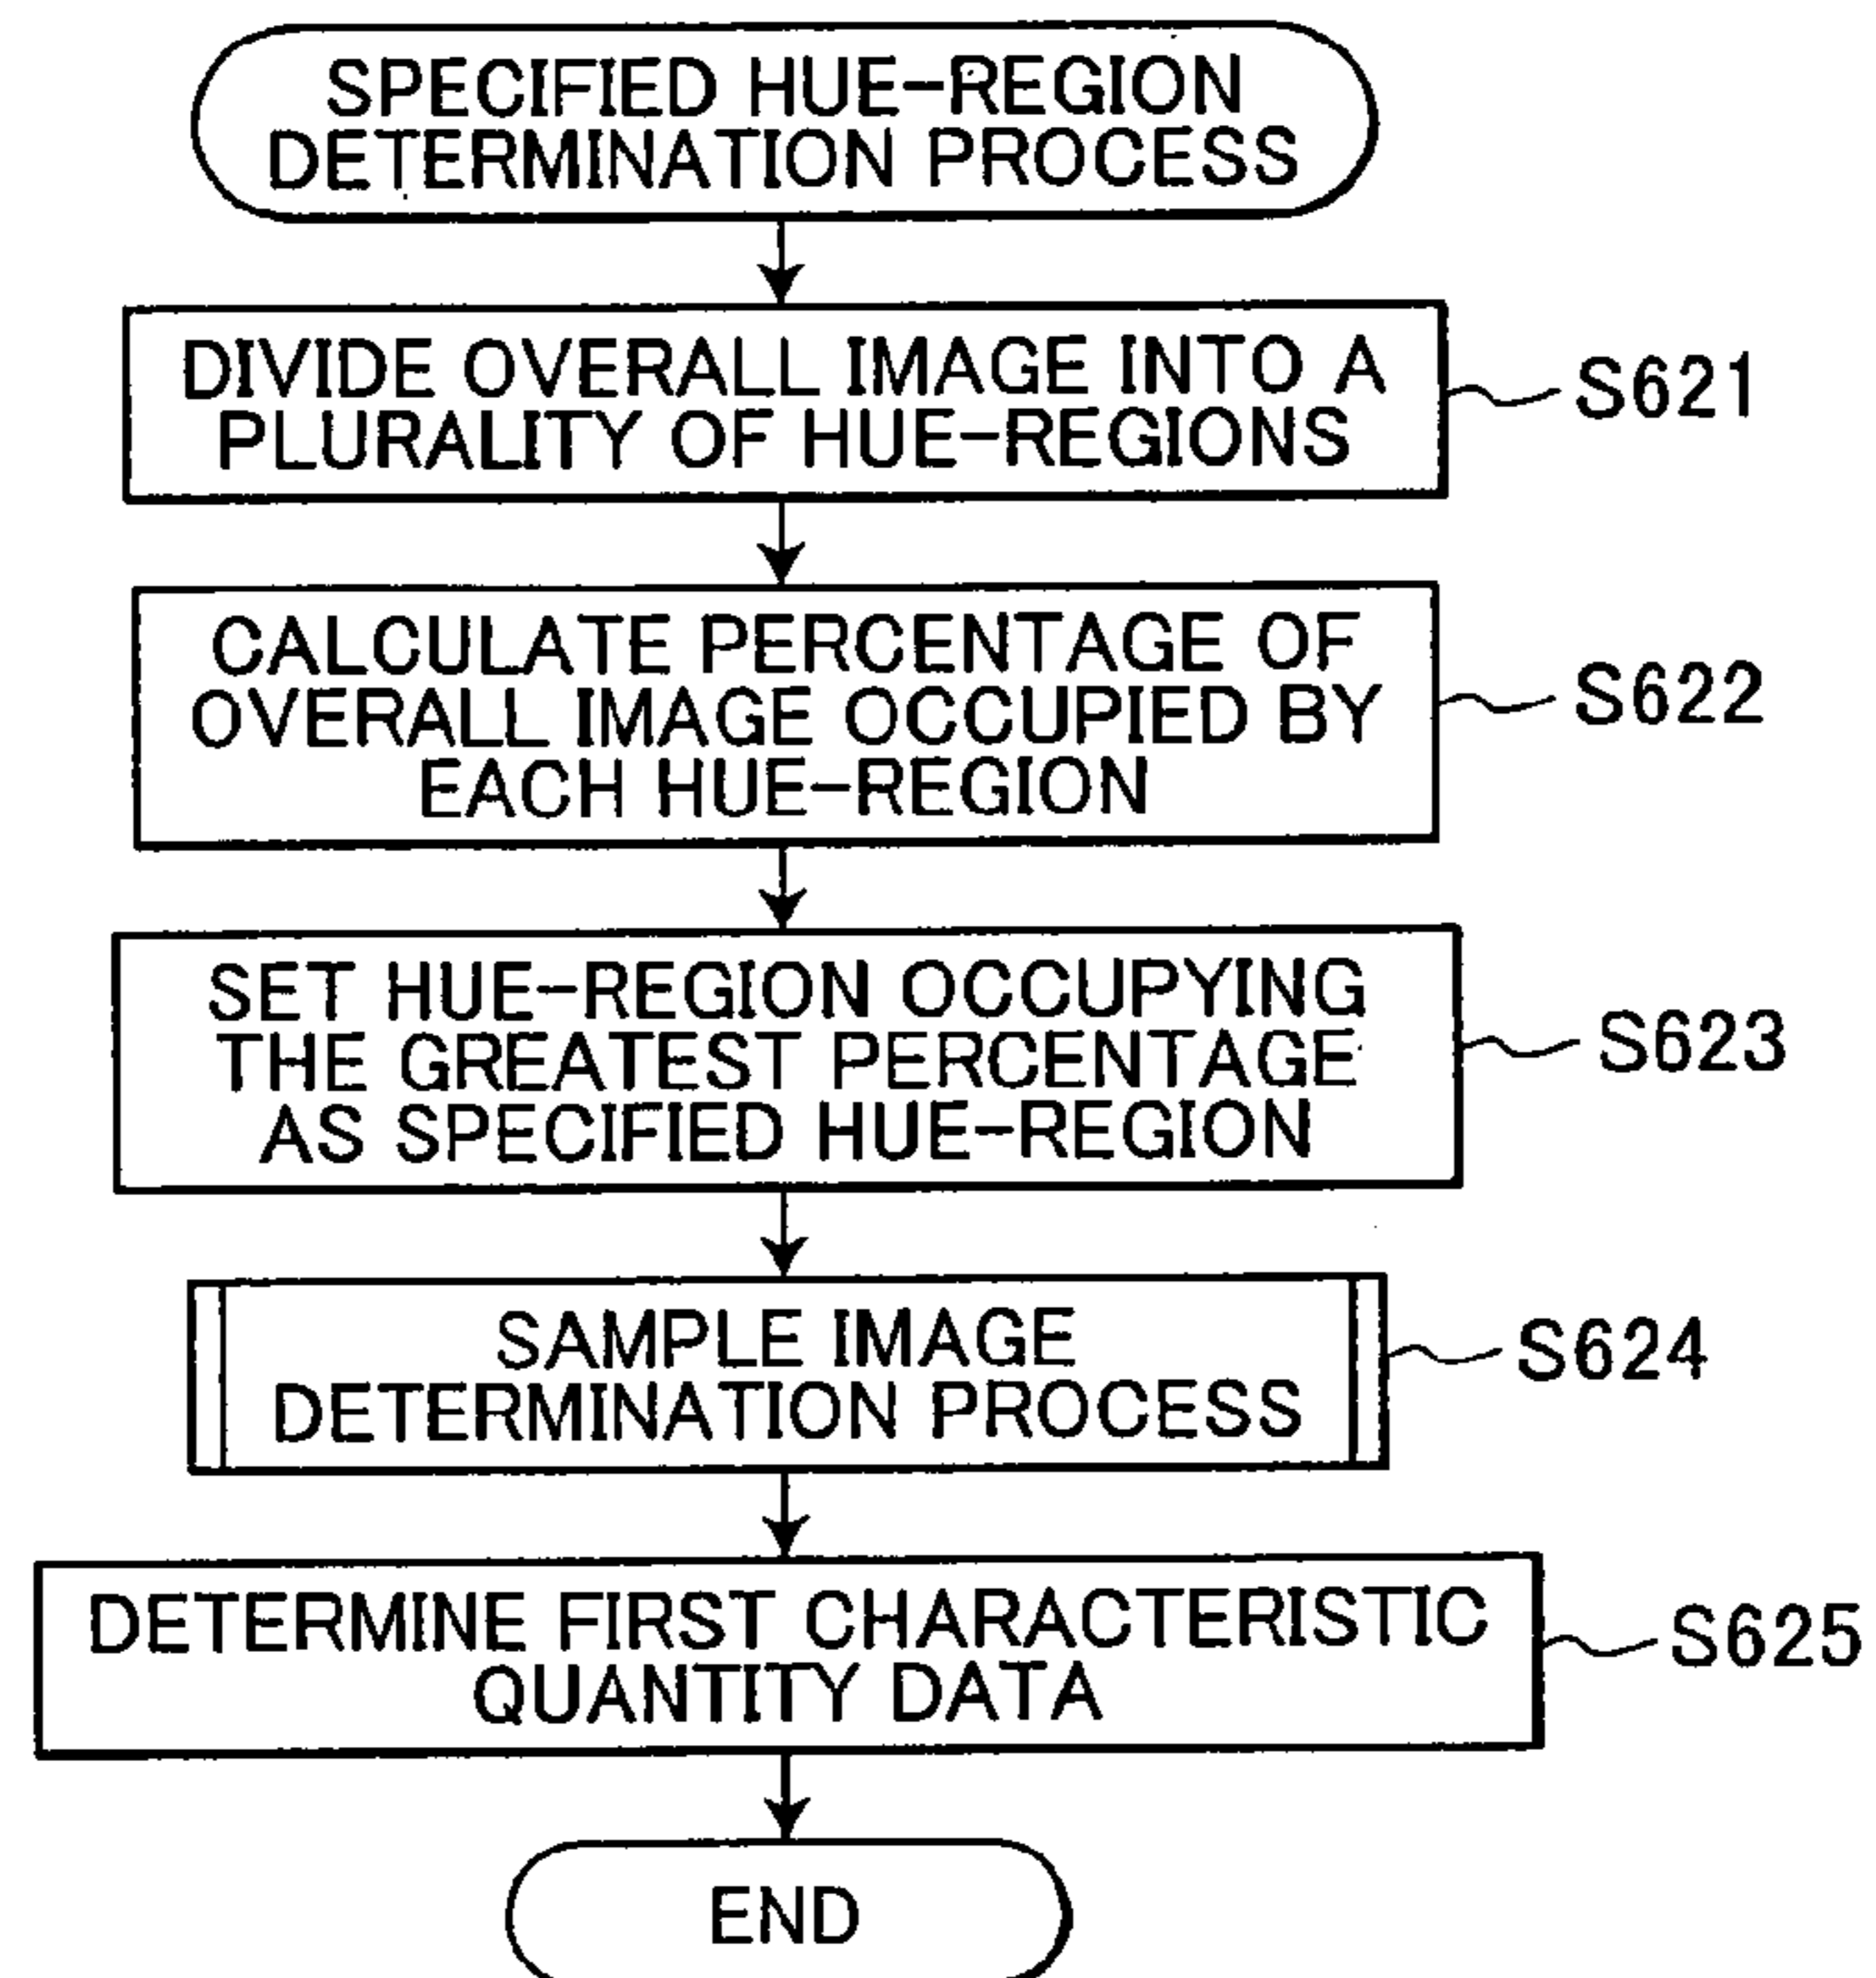 SPECIFIED HUE-REGION
DETERMINATION PROCESS
DIVIDE OVERALL IMAGE INTO A
PLURALITY OF HUE-REGIONS
S621
CALCULATE PERCENTAGE OF
OVERALL IMAGE OCCUPIED BY
EACH HUE-REGION
S622
SET HUE-REGION OCCUPYING
THE GREATEST PERCENTAGE
AS SPECIFIED HUE-REGION
S623
SAMPLE IMAGE
DETERMINATION PROCESS
S624
DETERMINE FIRST CHARACTERISTIC
QUANTITY DATA
S625
END